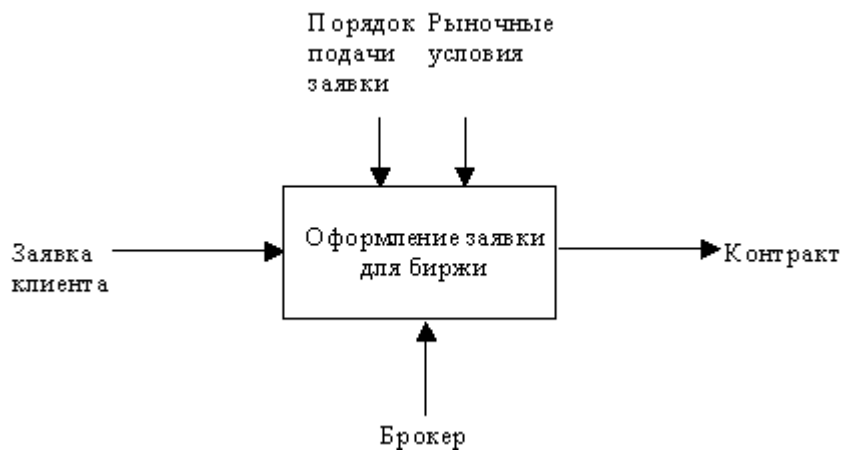 Порядок
подачи
заявки
Рыночные
условия
Заявка
клиента
Оформление заявки
для биржи
Контракт
Брокер